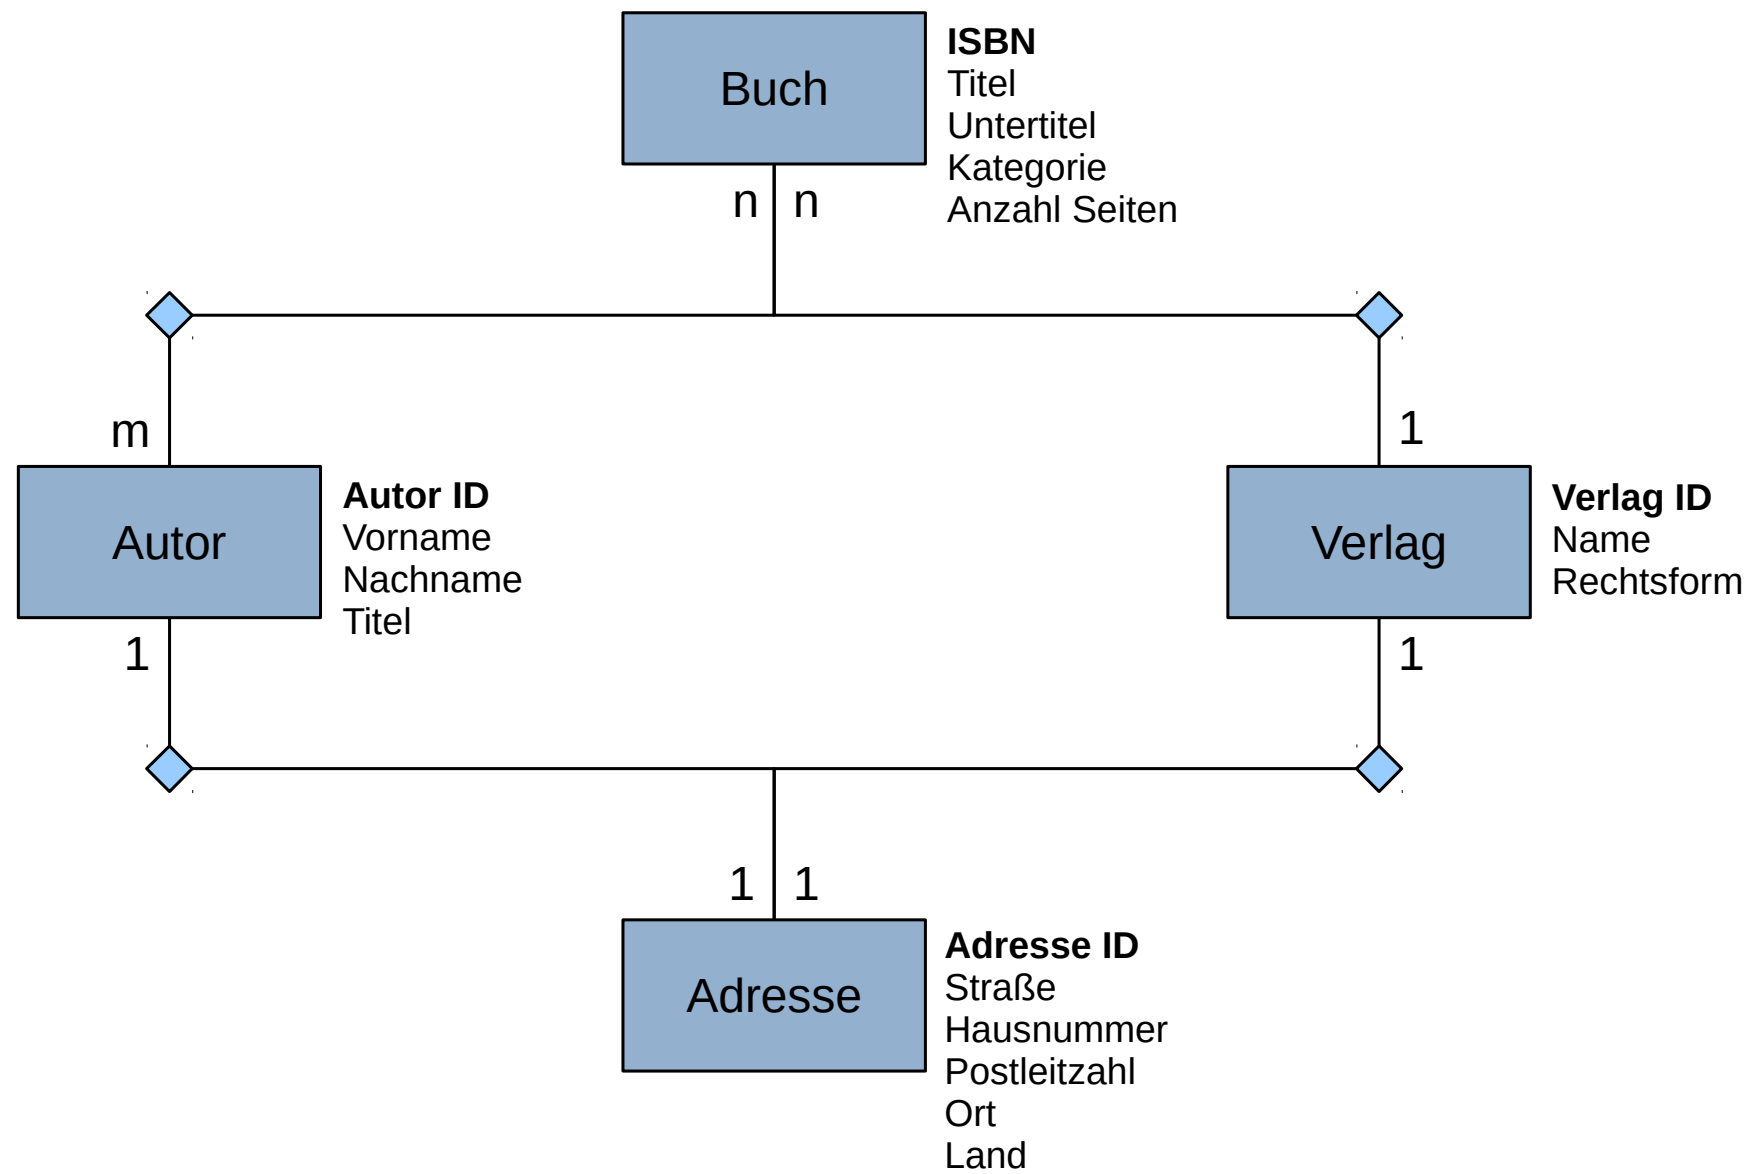 Buch
ISBN
Titel
Untertitel
Kategorie
Anzahl Seiten
n n
m
1
Autor
Autor ID
Vorname
Nachname
Titel
Verlag
Verlag ID
Name
Rechtsform
1
1
1 1
Adresse
Adresse ID
Straße
Hausnummer
Postleitzahl
Ort
Land